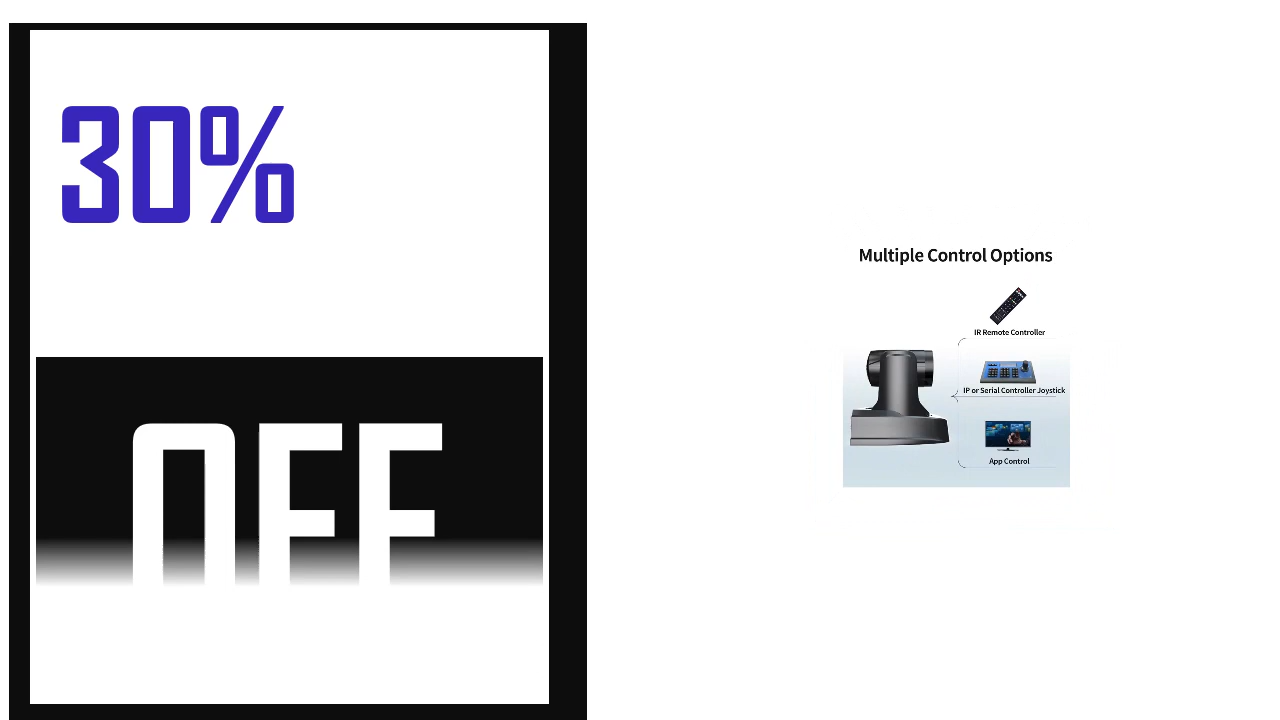 30%
OFF
Multiple Control Options
IR Remote Controller
IP or Serial Controller Joystick
App Control